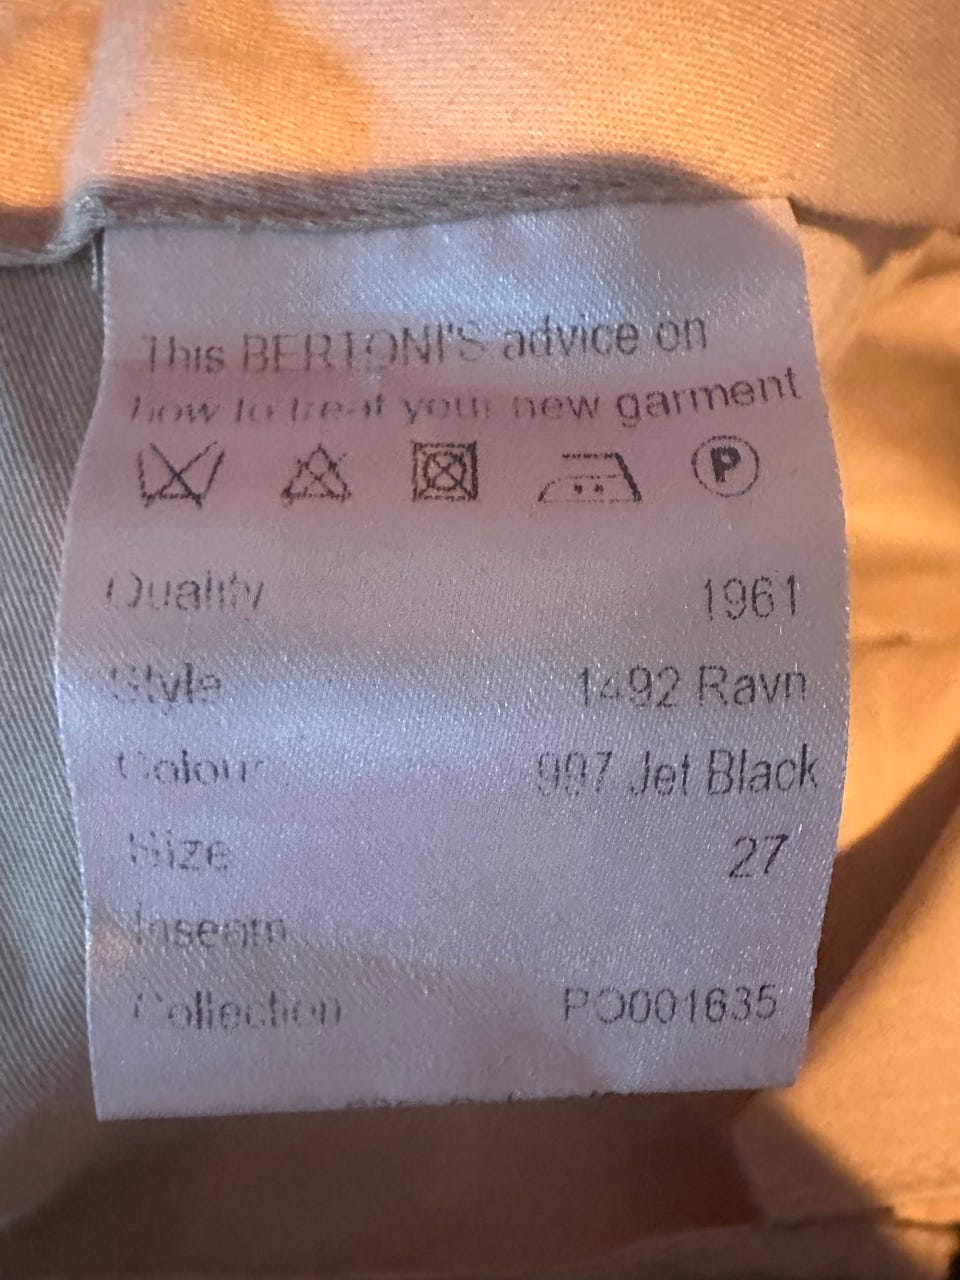 This BERTONI'S advice on
how to treat your new garment
P
Quality 1961
Style 1492 Ravn
Colour 997 Jet Black
Size 27
Inseam
Collection PO001635